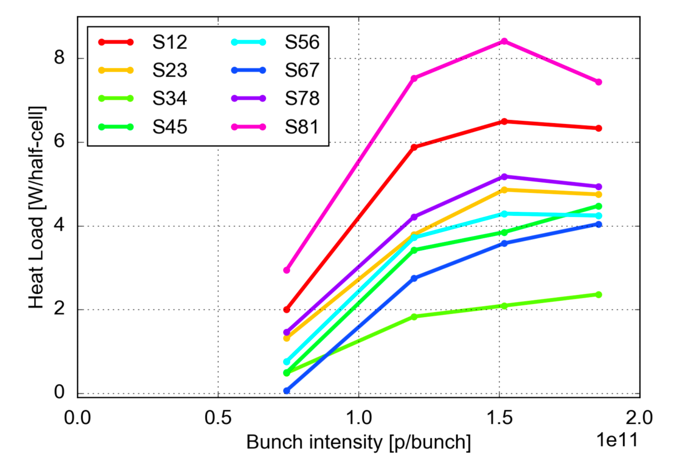 S12 S56
S23 S67
S34 S78
S45 S81
Heat Load [W/half-cell]
8
6
4
2
0
0.0 0.5 1.0 1.5 2.0
Bunch intensity [p/bunch] 1e11